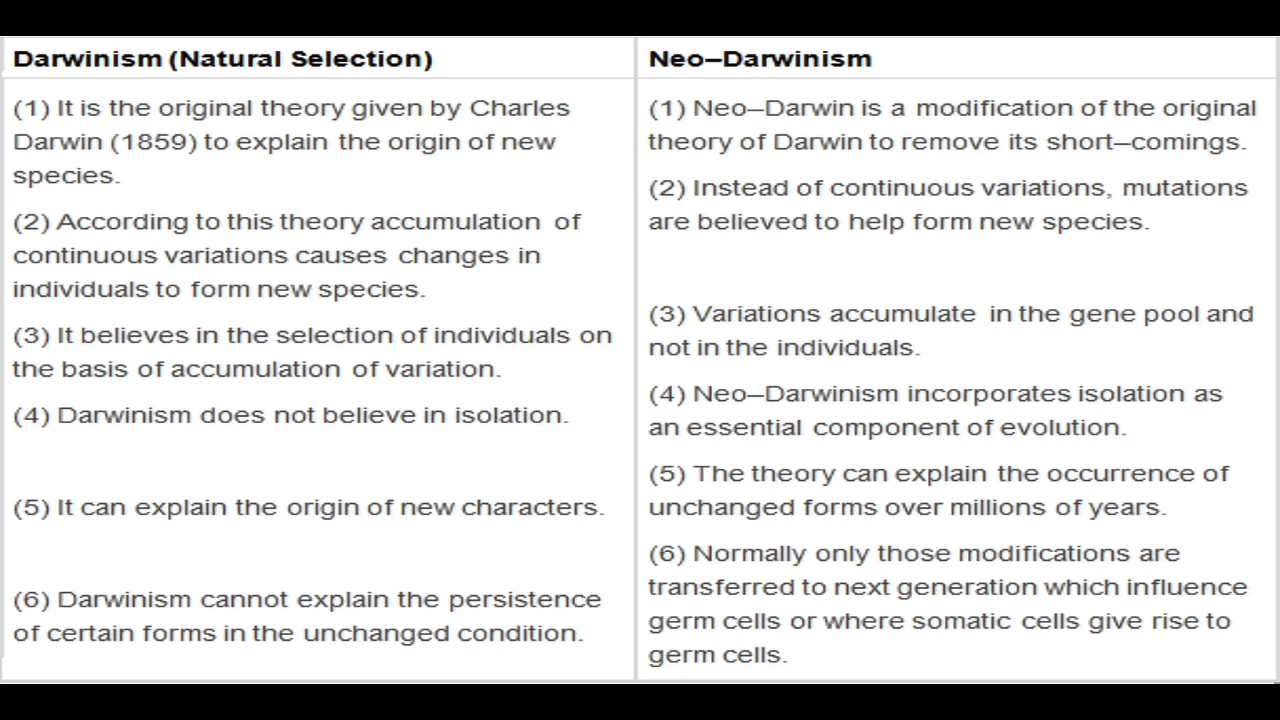 Darwinism (Natural Selection)
(1) It is the original theory given by Charles
Darwin (1859) to explain the origin of new
species.
(2) According to this theory accumulation of
continuous variations causes changes in
individuals to form new species.
(3) It believes in the selection of individuals on
the basis of accumulation of variation.
(4) Darwinism does not believe in isolation.
(5) It can explain the origin of new characters.
(6) Darwinism cannot explain the persistence
of certain forms in the unchanged condition.
Neo–Darwinism
(1) Neo–Darwin is a modification of the original
theory of Darwin to remove its short–comings.
(2) Instead of continuous variations, mutations
are believed to help form new species.
(3) Variations accumulate in the gene pool and
not in the individuals.
(4) Neo–Darwinism incorporates isolation as
an essential component of evolution.
(5) The theory can explain the occurrence of
unchanged forms over millions of years.
(6) Normally only those modifications are
transferred to next generation which influence
germ cells or where somatic cells give rise to
germ cells.